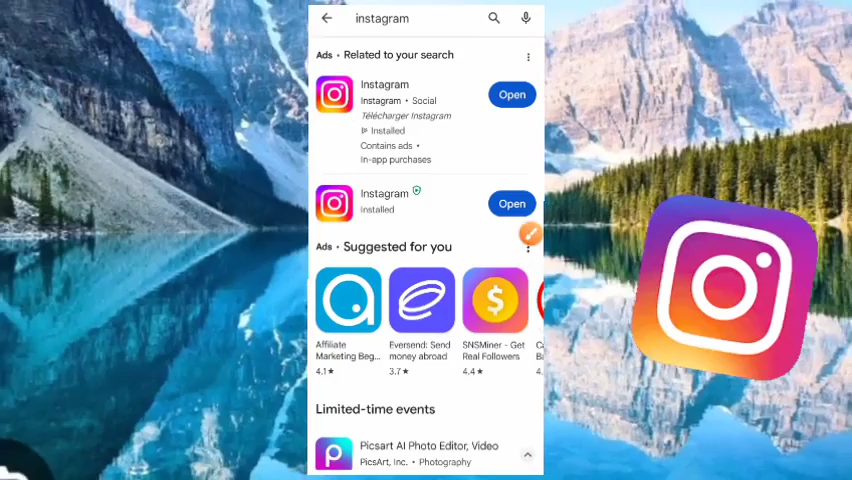 instagram
Ads • Related to your search
Instagram
Instagram • Social
Télécharger Instagram
Installed
Contains ads •
In-app purchases
Open
Instagram
Installed
Open
Ads • Suggested for you
Affiliate
Marketing Beg...
4.1★
Eversend: Send
money abroad
3.7★
SNSMiner - Get
Real Followers
4.4★
Limited-time events
Picsart AI Photo Editor, Video
PicsArt, Inc. • Photography